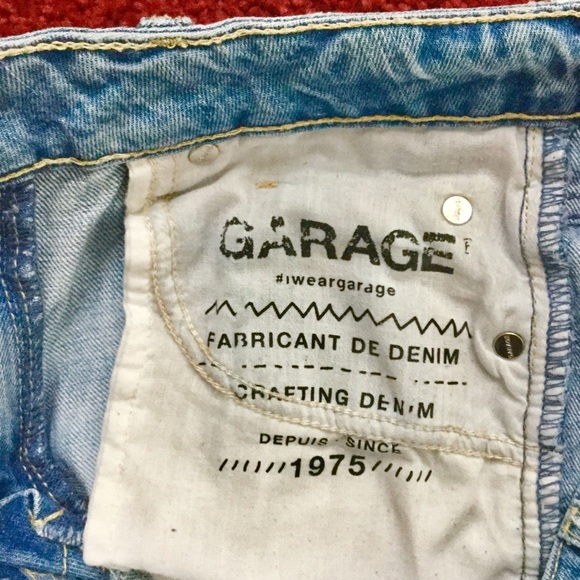 GARAGE
#iweargarage
FABRICANT DE DENIM
CRAFTING DENIM
DEPUIS · SINCE
1975